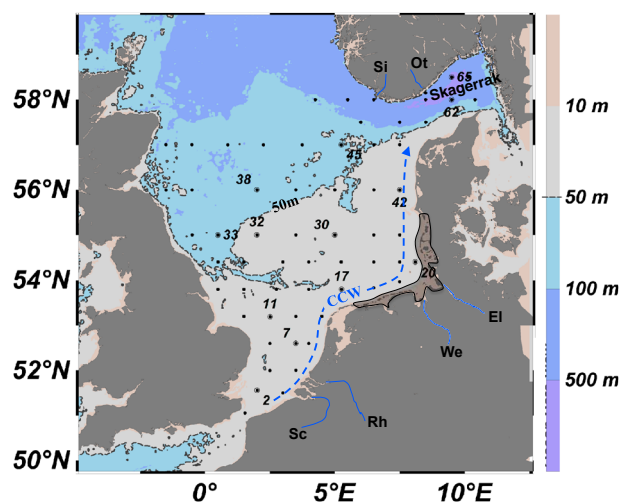 Si
Ot
65
Skagerrak
58°N
62
10 m
45
38
56°N
50m
42
50 m
32
33
30
54°N
17
20
100 m
CCW
11
El
7
We
52°N
500 m
2
Sc
Rh
50°N
0°
5°E
10°E